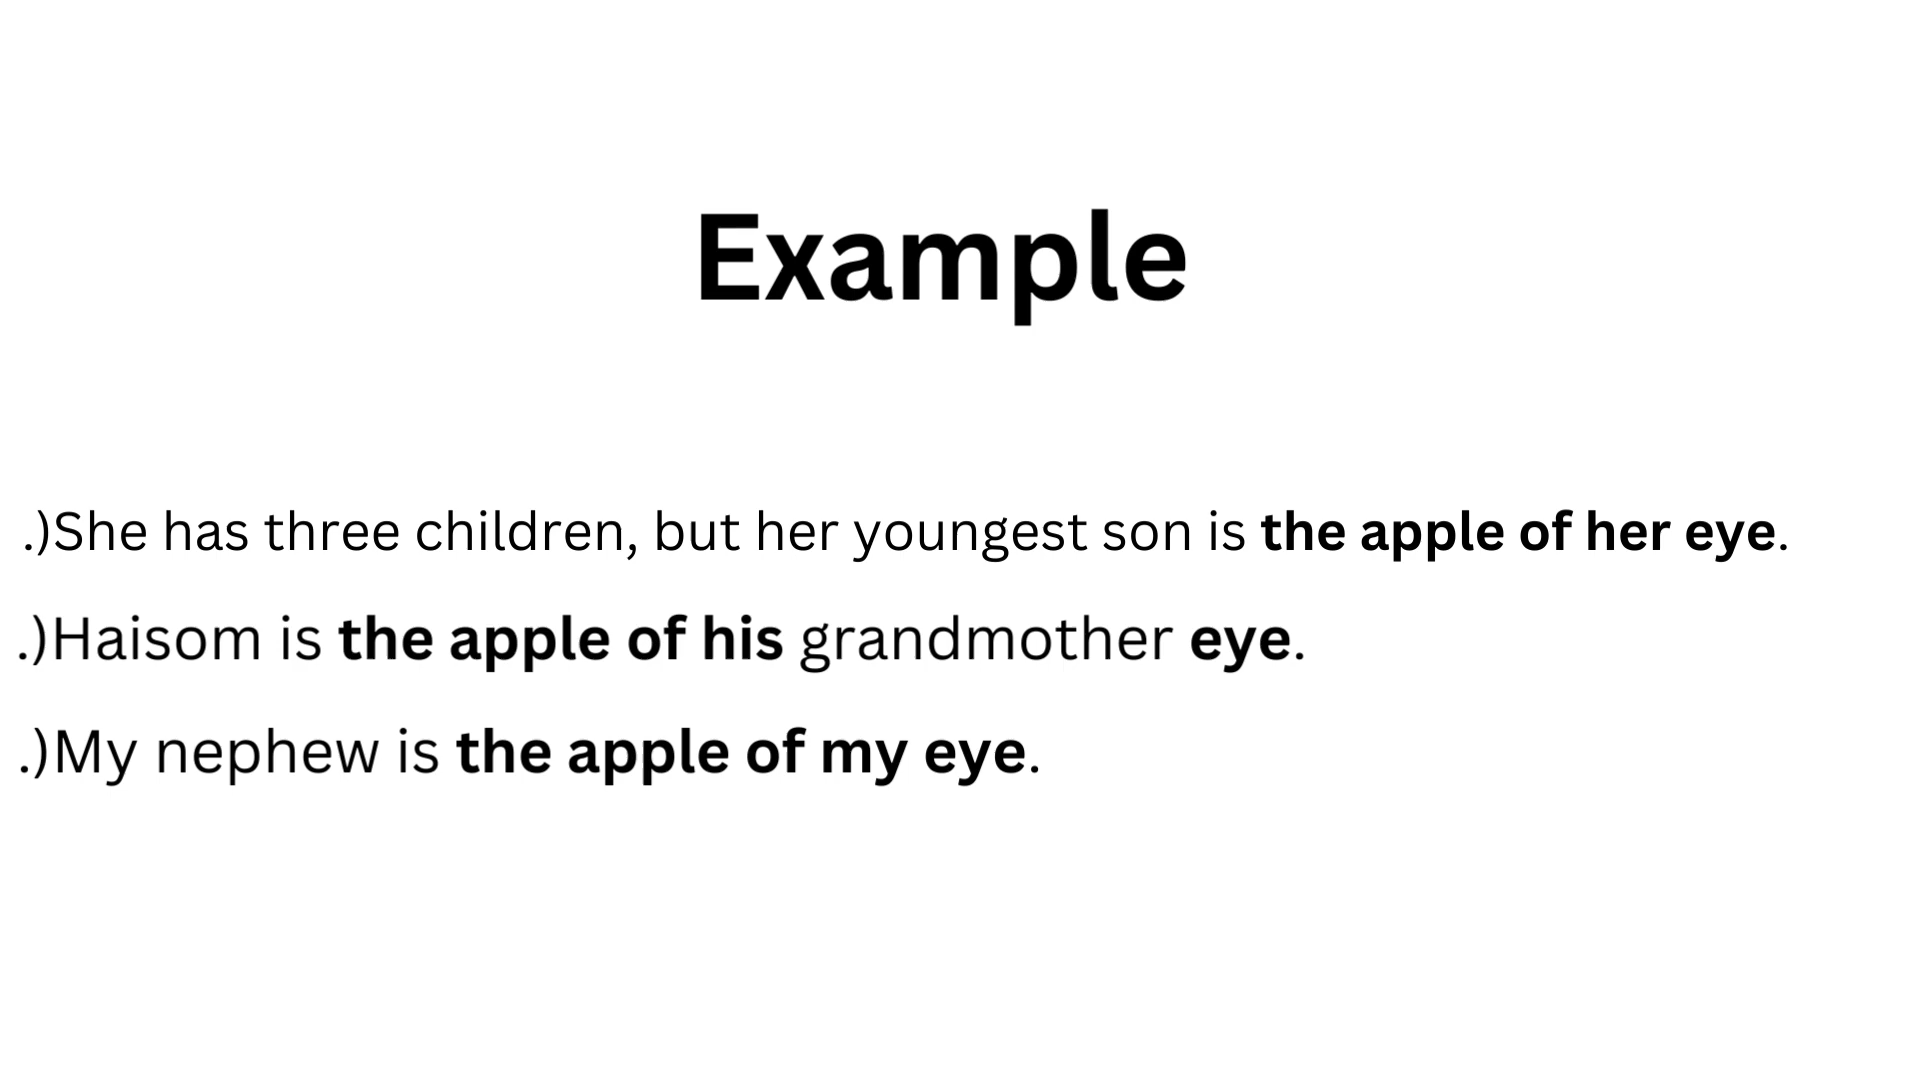 Example
.)She has three children, but her youngest son is the apple of her eye.
.)Haisom is the apple of his grandmother eye.
.)My nephew is the apple of my eye.